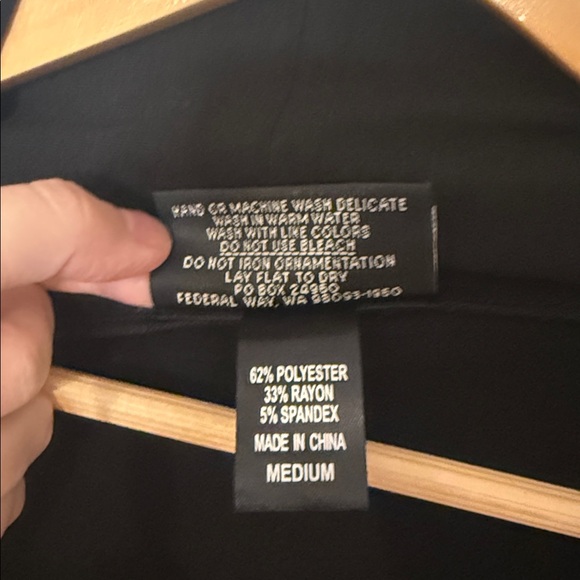 HAND OR MACHINE WASH DELICATE
WASH IN WARM WATER
WASH WITH LIKE COLORS
DO NOT USE BLEACH
DO NOT IRON ORNAMENTATION
LAY FLAT TO DRY
PO BOX 24960
FEDERAL WAY, WA 98093-1960
62% POLYESTER
33% RAYON
5% SPANDEX
MADE IN CHINA
MEDIUM